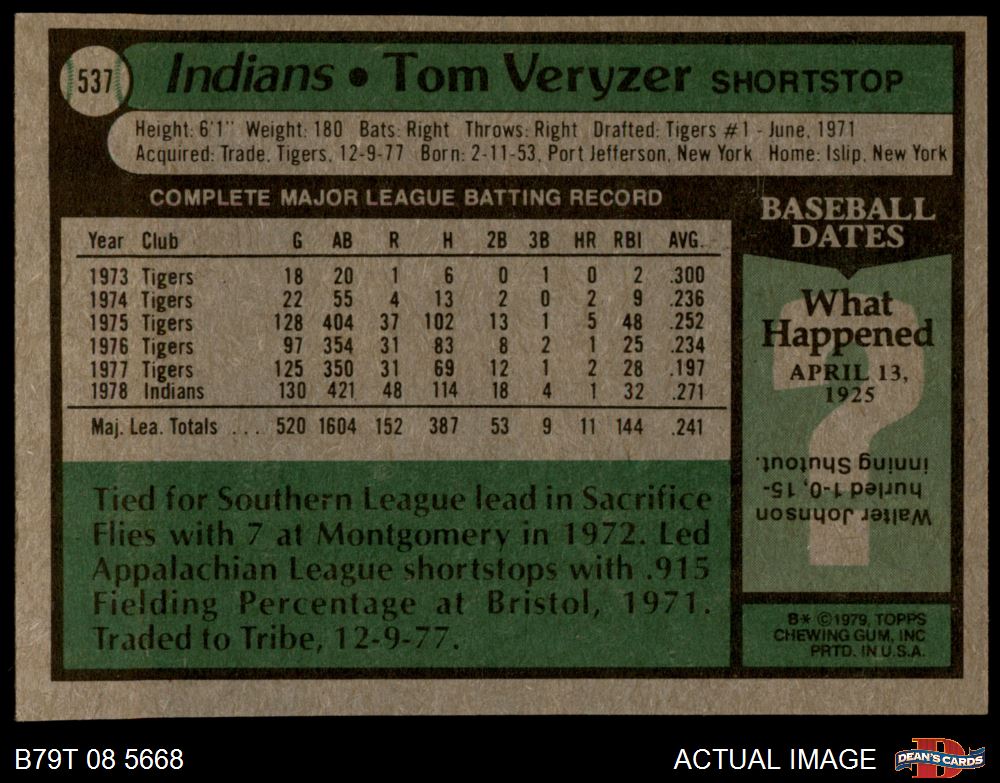 537
Indians • Tom Veryzer SHORTSTOP
Height: 6'1" Weight: 180 Bats: Right Throws: Right Drafted: Tigers #1 - June, 1971
Acquired: Trade, Tigers, 12-9-77 Born: 2-11-53, Port Jefferson, New York Home: Islip, New York
COMPLETE MAJOR LEAGUE BATTING RECORD
Year Club G AB R H 2B 3B HR RBI AVG.
1973 Tigers 18 20 1 6 0 1 0 2 .300
1974 Tigers 22 55 4 13 2 0 2 9 .236
1975 Tigers 128 404 37 102 13 1 5 48 .252
1976 Tigers 97 354 31 83 8 2 1 25 .234
1977 Tigers 125 350 31 69 12 1 2 28 .197
1978 Indians 130 421 48 114 18 4 1 32 .271
Maj. Lea. Totals ... 520 1604 152 387 53 9 11 144 .241
Tied for Southern League lead in Sacrifice
Flies with 7 at Montgomery in 1972. Led
Appalachian League shortstops with .915
Fielding Percentage at Bristol, 1971.
Traded to Tribe, 12-9-77.
BASEBALL
DATES
What
Happened
APRIL 13,
1925
?
Walter Johnson
hurled 1-0, 15-
inning Shutout.
B* ©1979, TOPPS
CHEWING GUM, INC
PRTD. IN U.S.A.
B79T 08 5668
ACTUAL IMAGE
D
DEAN'S CARDS